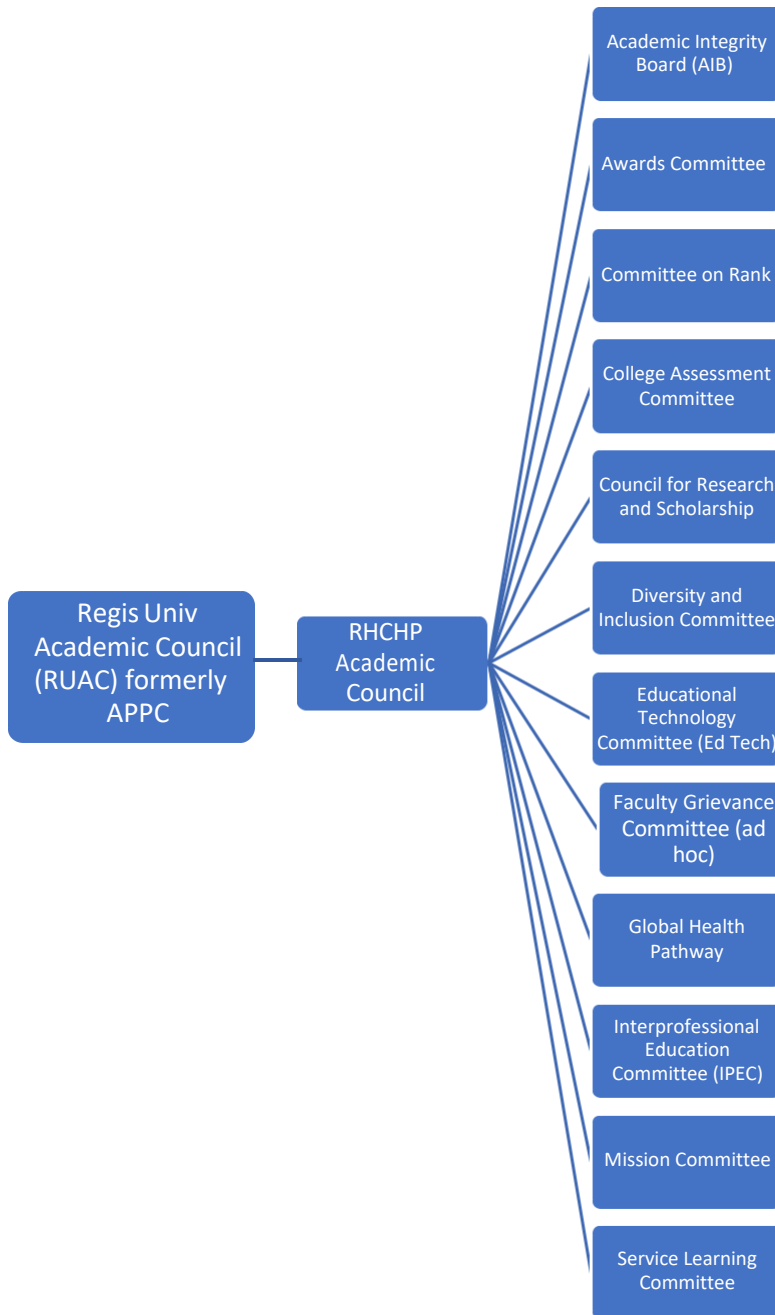 Academic Integrity
Board (AIB)
Awards Committee
Committee on Rank
College Assessment
Committee
Council for Research
and Scholarship
Regis Univ
Academic Council
(RUAC) formerly
APPC
RHCHP
Academic
Council
Diversity and
Inclusion Committee
Educational
Technology
Committee (Ed Tech)
Faculty Grievance
Committee (ad
hoc)
Global Health
Pathway
Interprofessional
Education
Committee (IPEC)
Mission Committee
Service Learning
Committee